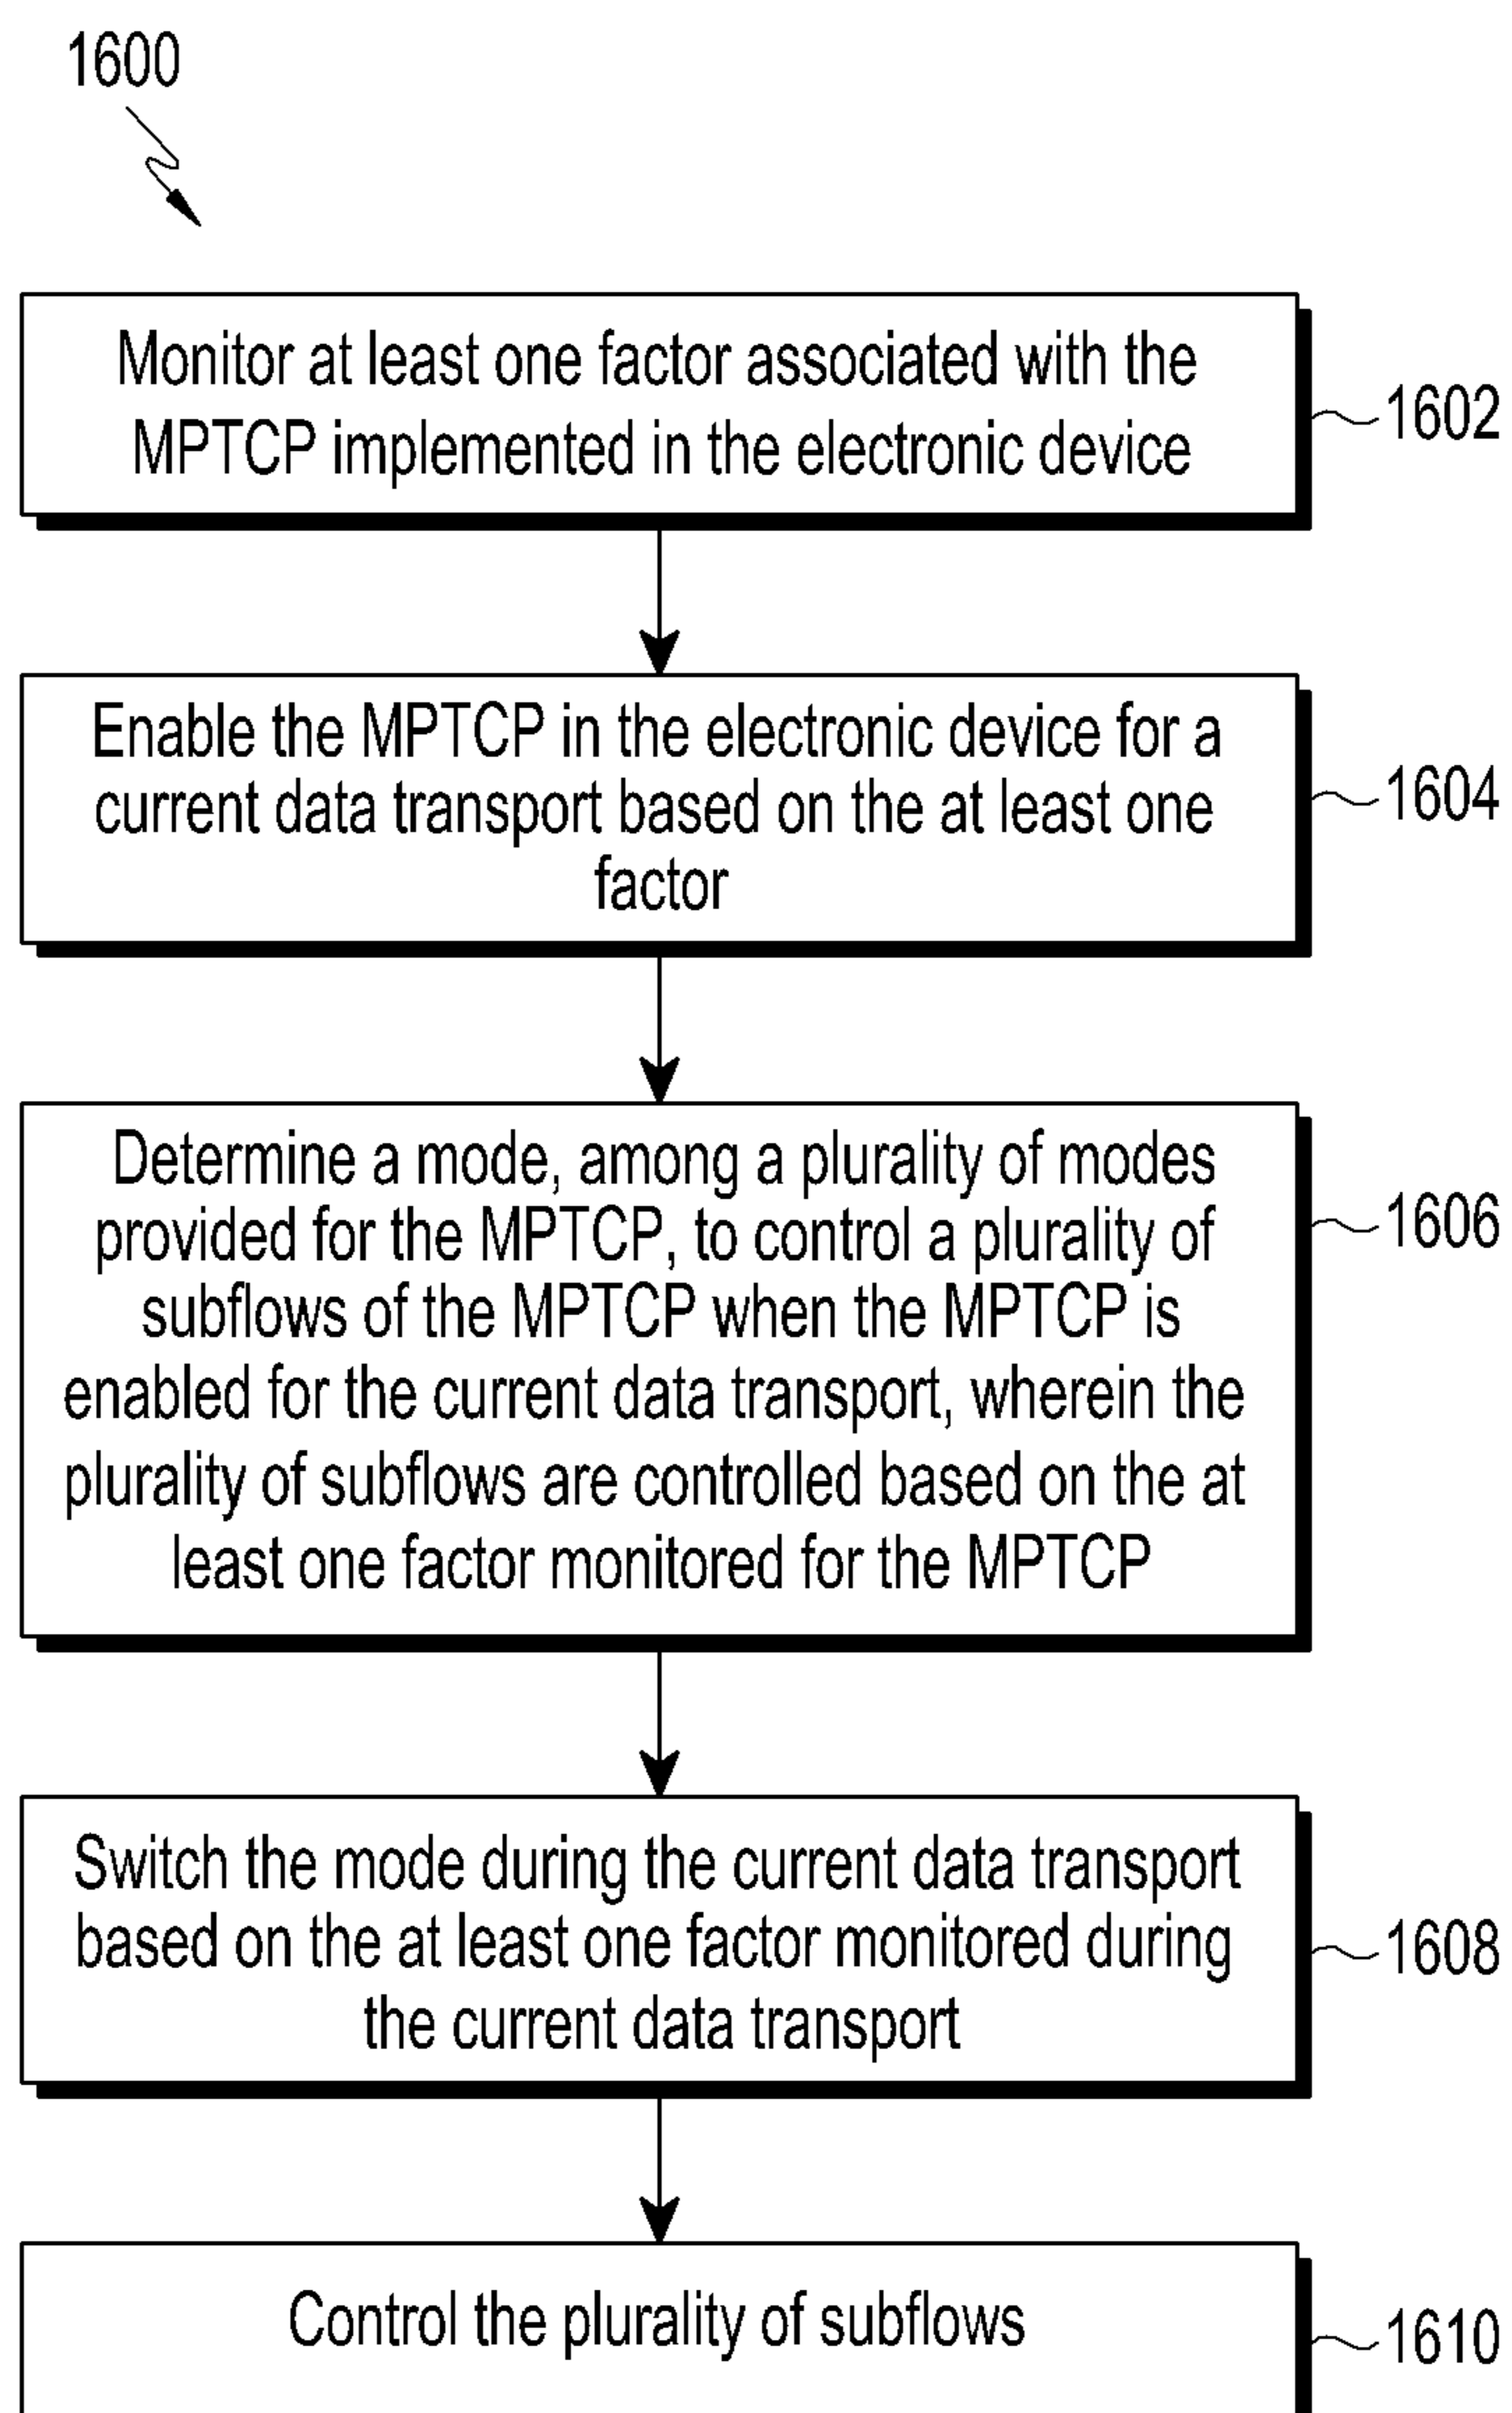 1600
Monitor at least one factor associated with the
MPTCP implemented in the electronic device
1602
Enable the MPTCP in the electronic device for a
current data transport based on the at least one
factor
1604
Determine a mode, among a plurality of modes
provided for the MPTCP, to control a plurality of
subflows of the MPTCP when the MPTCP is
enabled for the current data transport, wherein the
plurality of subflows are controlled based on the at
least one factor monitored for the MPTCP
1606
Switch the mode during the current data transport
based on the at least one factor monitored during
the current data transport
1608
Control the plurality of subflows
1610